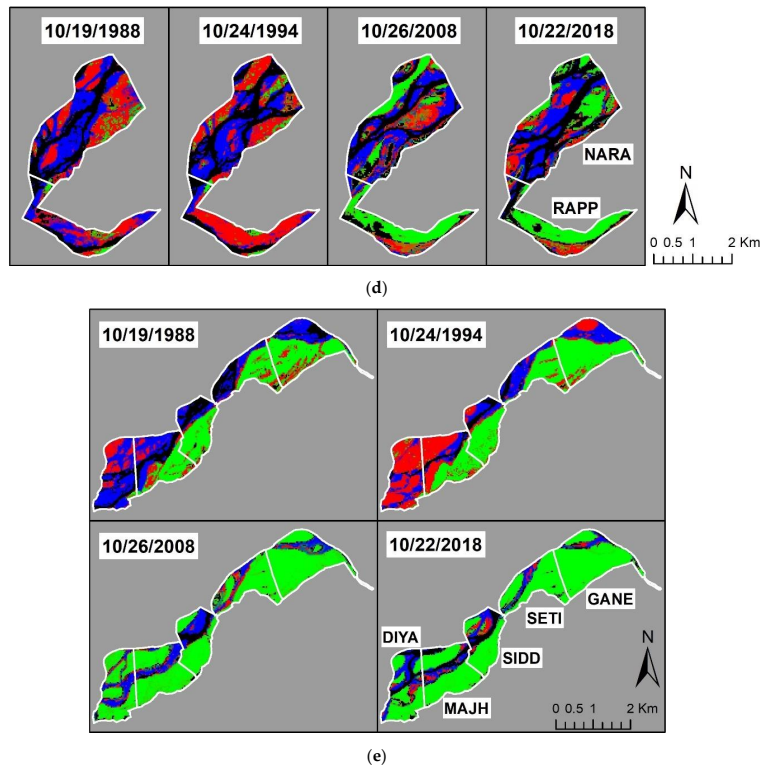 10/19/1988
10/24/1994
10/26/2008
10/22/2018
NARA
RAPP
N
0 0.5 1 2 Km
(d)
10/19/1988
10/24/1994
10/26/2008
10/22/2018
GANE
SETI
DIYA
SIDD
MAJH
N
0 0.5 1 2 Km
(e)